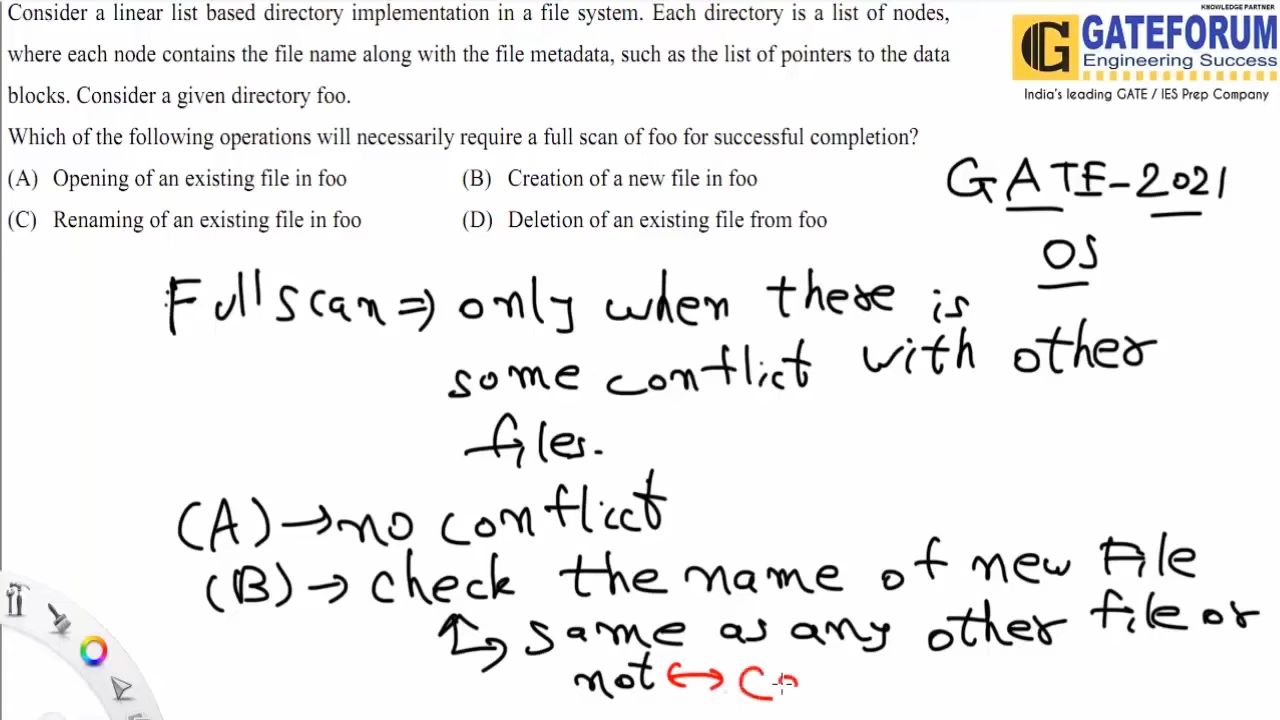 Consider a linear list based directory implementation in a file system. Each directory is a list of nodes,
where each node contains the file name along with the file metadata, such as the list of pointers to the data
blocks. Consider a given directory foo.
Which of the following operations will necessarily require a full scan of foo for successful completion?
(A) Opening of an existing file in foo (B) Creation of a new file in foo
(C) Renaming of an existing file in foo (D) Deletion of an existing file from foo
KNOWLEDGE PARTNER
GATEFORUM
Engineering Success
India's leading GATE / IES Prep Company
GATE-2021
OS
Full scan ⇒ only when there is
some conflict with other
files.
(A) → no conflict
(B) → check the name of new file
↳ same as any other file or
not ↔ Co